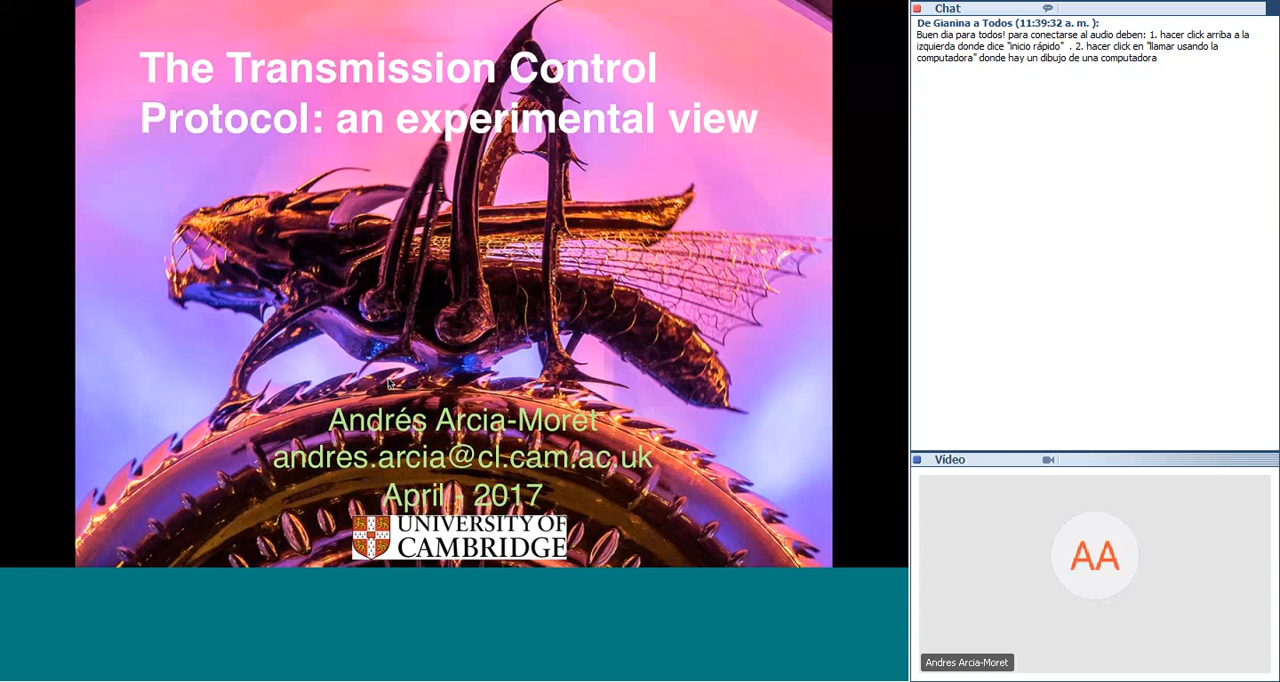 The Transmission Control
Protocol: an experimental view
Andrés Arcia-Moret
andres.arcia@cl.cam.ac.uk
April - 2017
UNIVERSITY OF
CAMBRIDGE
Chat
De Gianina a Todos (11:39:32 a. m. ):
Buen dia para todos! para conectarse al audio deben: 1. hacer click arriba a la
izquierda donde dice "inicio rápido" . 2. hacer click en "llamar usando la
computadora" donde hay un dibujo de una computadora
Vídeo
AA
Andres Arcia-Moret